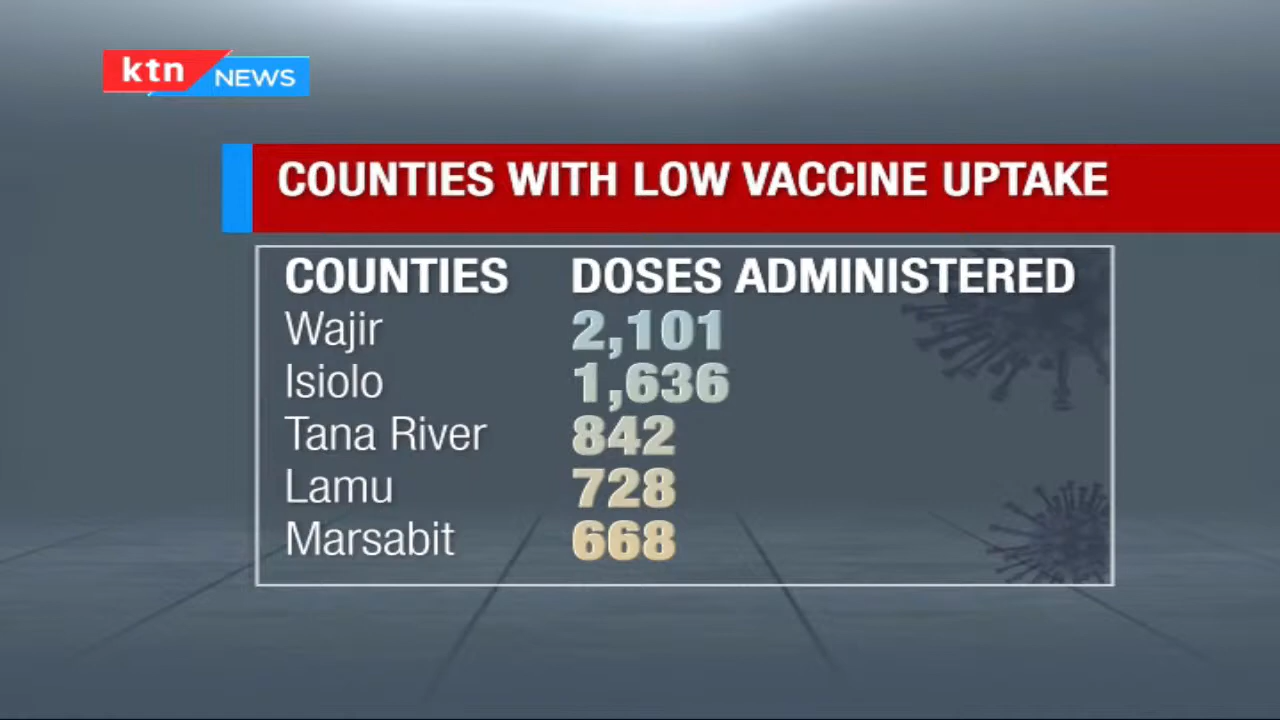 ktn NEWS
COUNTIES WITH LOW VACCINE UPTAKE
COUNTIES DOSES ADMINISTERED
Wajir 2,101
Isiolo 1,636
Tana River 842
Lamu 728
Marsabit 668